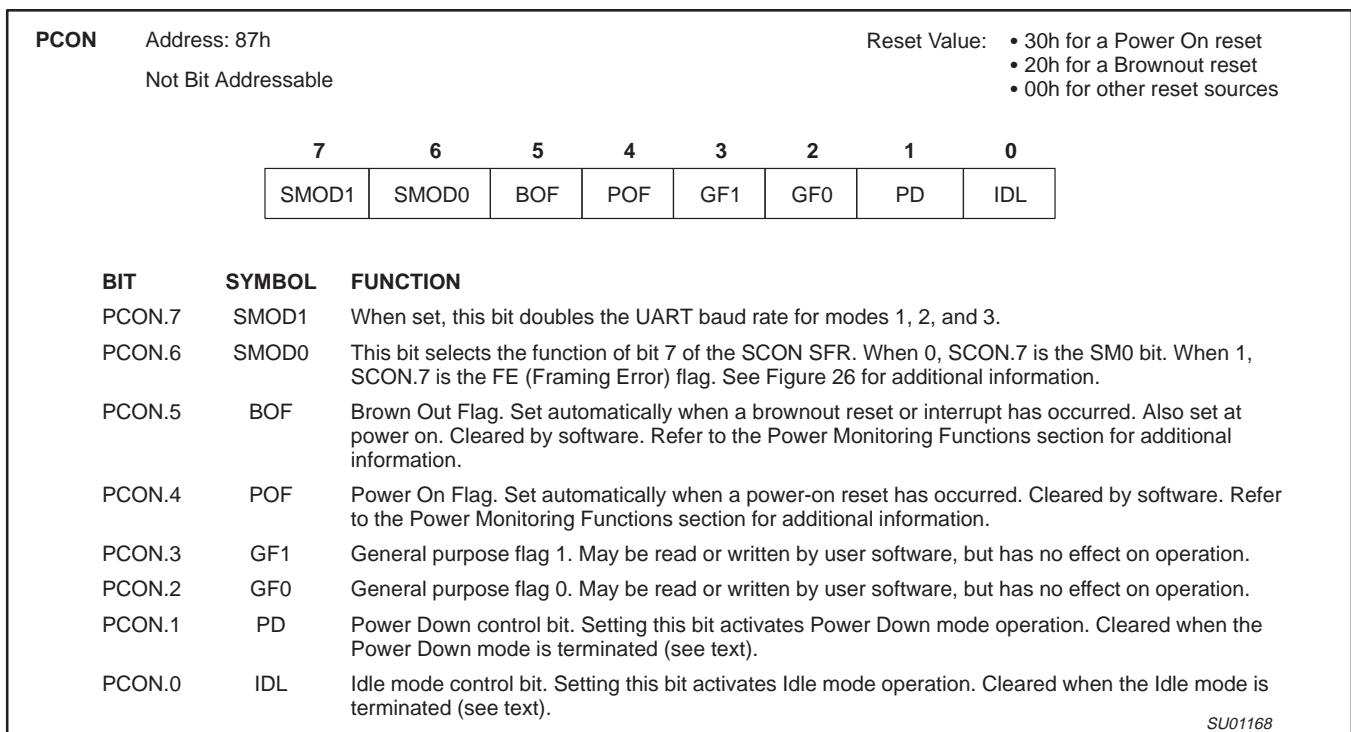 PCON Address: 87h Reset Value: • 30h for a Power On reset
• 20h for a Brownout reset
Not Bit Addressable
• 00h for other reset sources
7 6 5 4 3 2 1 0
SMOD1 SMOD0 BOF POF GF1 GF0 PD IDL
BIT SYMBOL FUNCTION
PCON.7 SMOD1 When set, this bit doubles the UART baud rate for modes 1, 2, and 3.
PCON.6 SMOD0 This bit selects the function of bit 7 of the SCON SFR. When 0, SCON.7 is the SM0 bit. When 1,
SCON.7 is the FE (Framing Error) flag. See Figure 26 for additional information.
PCON.5 BOF Brown Out Flag. Set automatically when a brownout reset or interrupt has occurred. Also set at
power on. Cleared by software. Refer to the Power Monitoring Functions section for additional
information.
PCON.4 POF Power On Flag. Set automatically when a power-on reset has occurred. Cleared by software. Refer
to the Power Monitoring Functions section for additional information.
PCON.3 GF1 General purpose flag 1. May be read or written by user software, but has no effect on operation.
PCON.2 GF0 General purpose flag 0. May be read or written by user software, but has no effect on operation.
PCON.1 PD Power Down control bit. Setting this bit activates Power Down mode operation. Cleared when the
Power Down mode is terminated (see text).
PCON.0 IDL Idle mode control bit. Setting this bit activates Idle mode operation. Cleared when the Idle mode is
terminated (see text).
SU01168